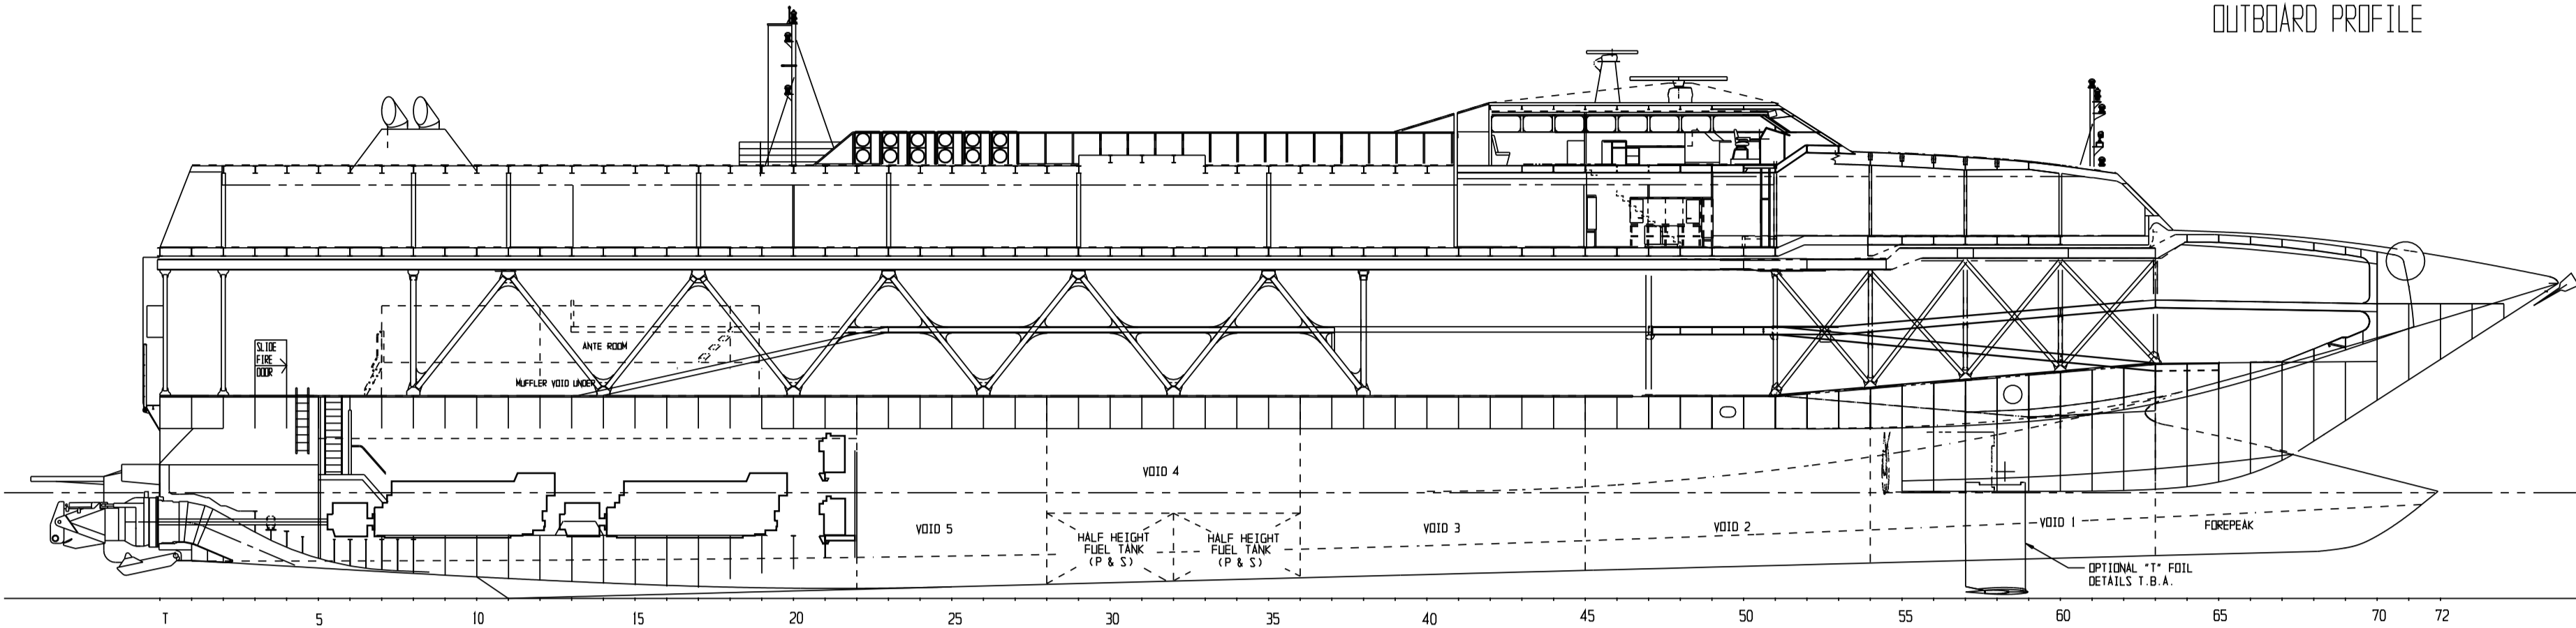 OUTBOARD PROFILE
SLIDE
FIRE
DOOR
ANTE ROOM
MUFFLER VOID UNDER
VOID 4
VOID 5
HALF HEIGHT
FUEL TANK
(P & S)
HALF HEIGHT
FUEL TANK
(P & S)
VOID 3
VOID 2
VOID 1
FOREPEAK
OPTIONAL "T" FOIL
DETAILS T.B.A.
T 5 10 15 20 25 30 35 40 45 50 55 60 65 70 72